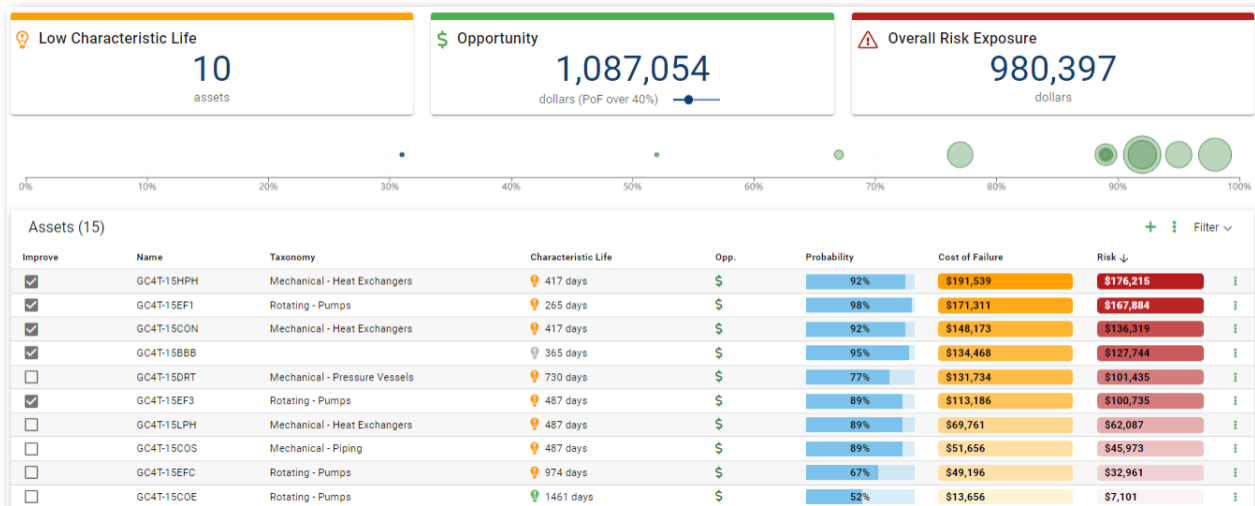 Low Characteristic Life
10
assets
$ Opportunity
1,087,054
dollars (PoF over 40%)
Overall Risk Exposure
980,397
dollars
0% 10% 20% 30% 40% 50% 60% 70% 80% 90% 100%
Assets (15) Filter
Improve Name Taxonomy Characteristic Life Opp. Probability Cost of Failure Risk
GC4T-15HPH Mechanical - Heat Exchangers 417 days $ 92% $191,539 $176,215
GC4T-15EF1 Rotating - Pumps 265 days $ 98% $171,311 $167,884
GC4T-15CON Mechanical - Heat Exchangers 417 days $ 92% $148,173 $136,319
GC4T-15BBB 365 days $ 95% $134,468 $127,744
GC4T-15DRT Mechanical - Pressure Vessels 730 days $ 77% $131,734 $101,435
GC4T-15EF3 Rotating - Pumps 487 days $ 89% $113,186 $100,735
GC4T-15LPH Mechanical - Heat Exchangers 487 days $ 89% $69,761 $62,087
GC4T-15COS Mechanical - Piping 487 days $ 89% $51,656 $45,973
GC4T-15EFC Rotating - Pumps 974 days $ 67% $49,196 $32,961
GC4T-15COE Rotating - Pumps 1461 days $ 52% $13,656 $7,101